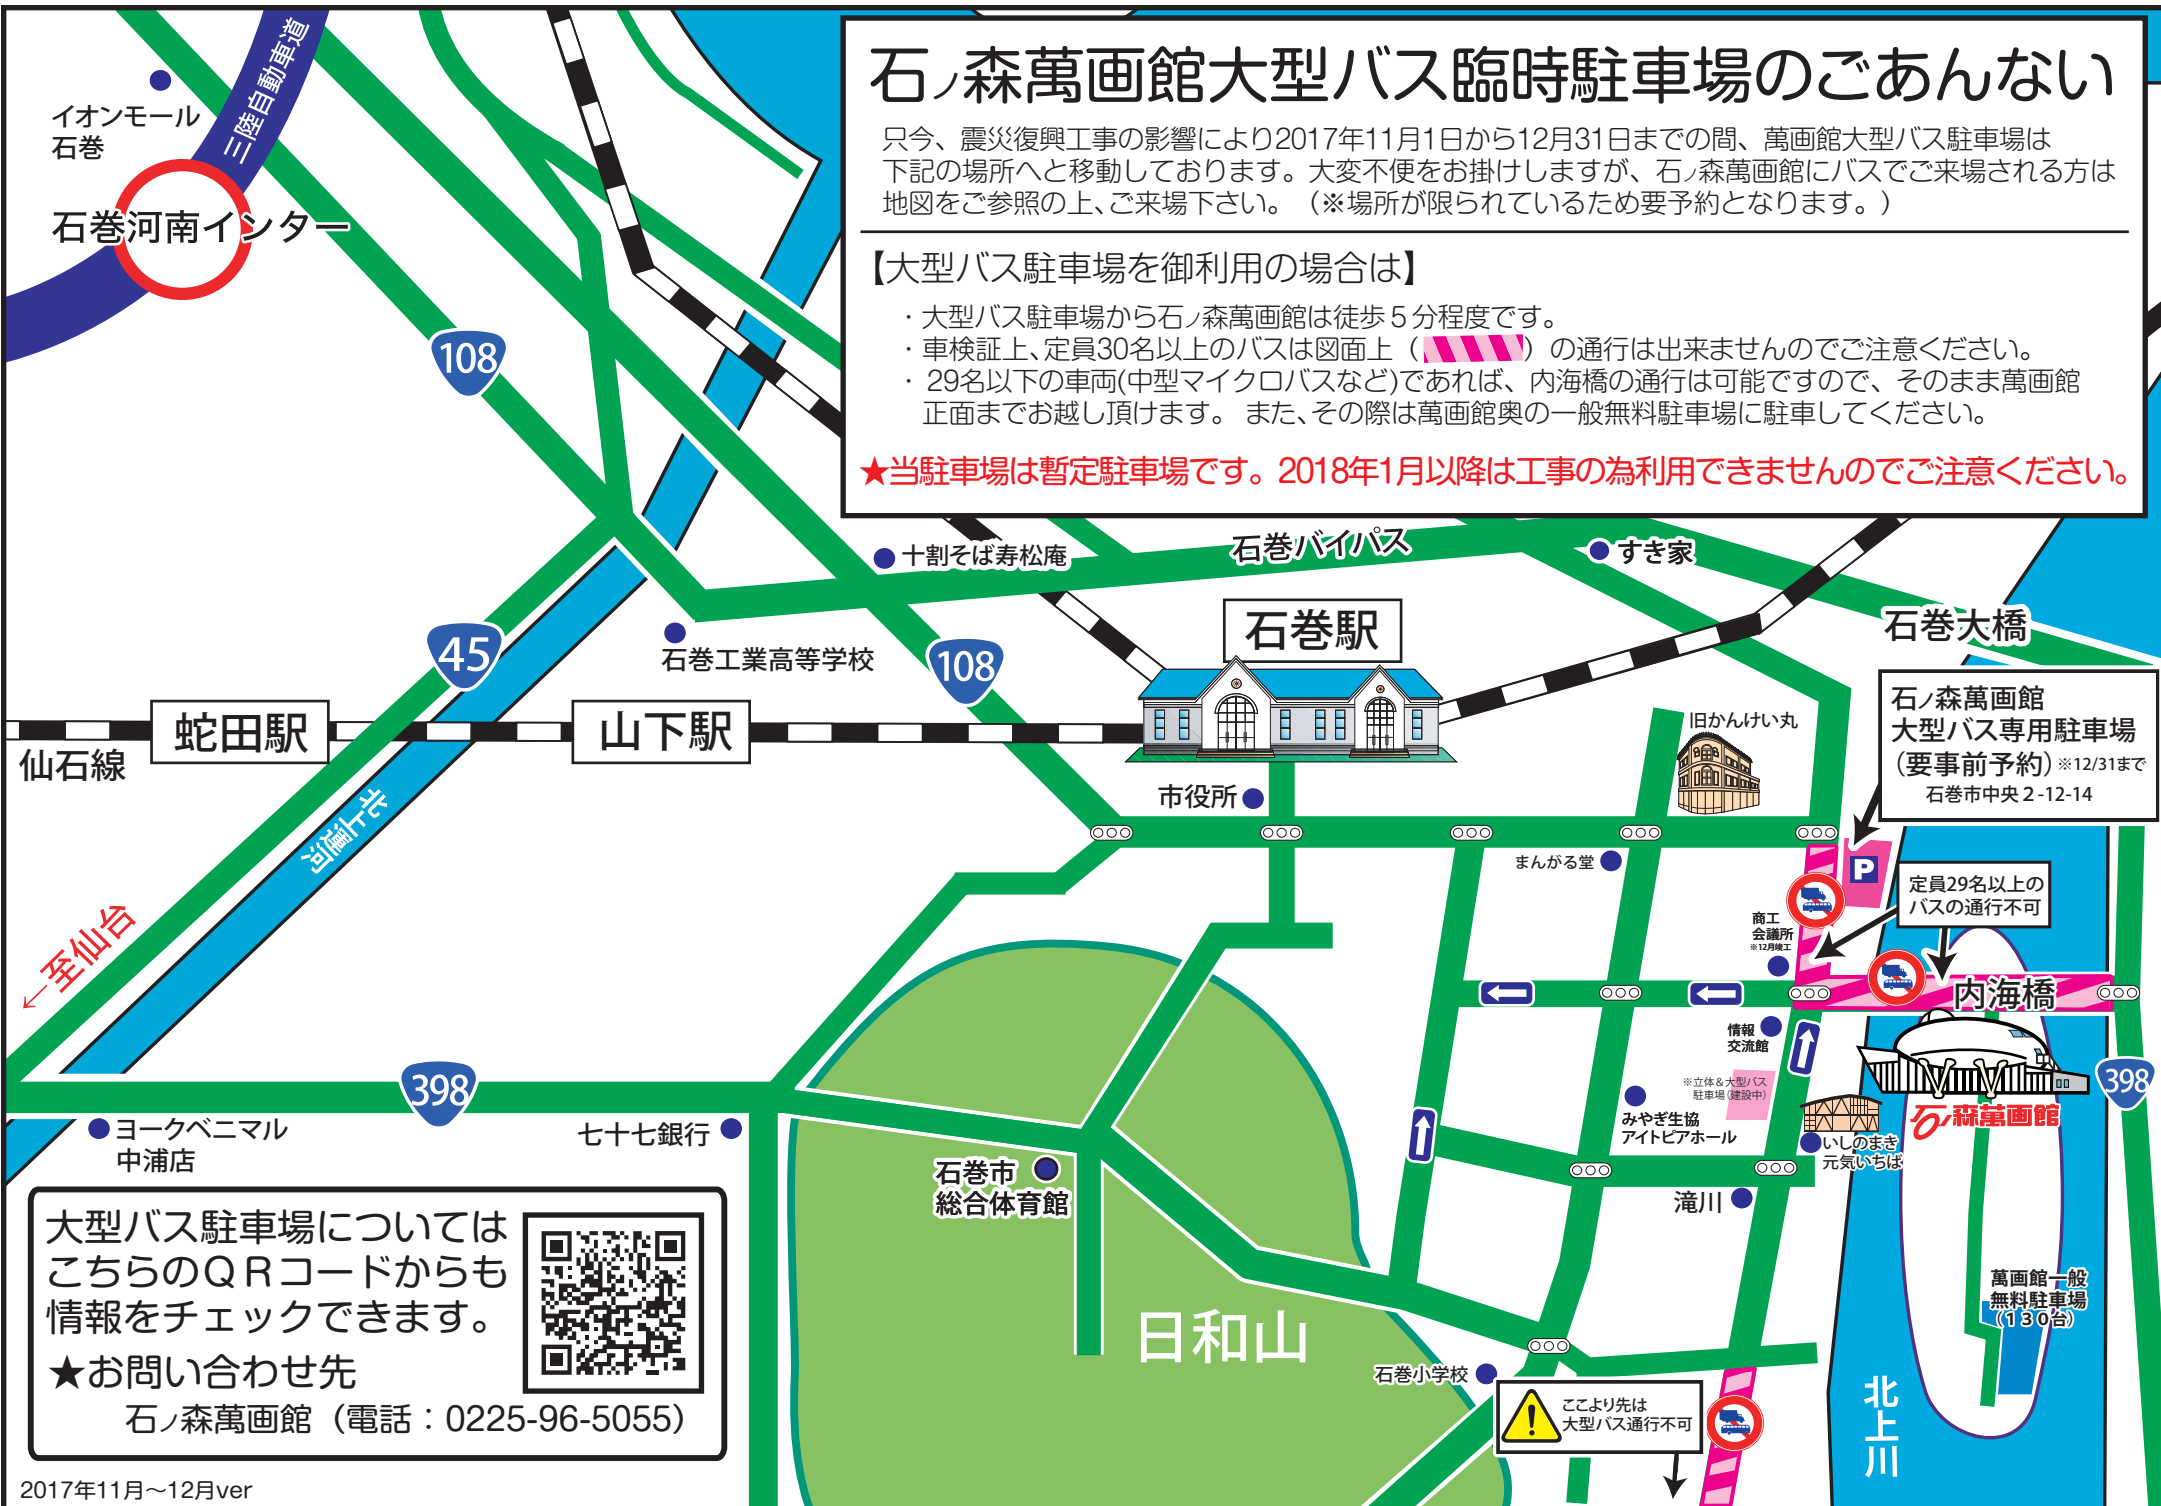 石ノ森萬画館大型バス臨時駐車場のごあんない
只今、震災復興工事の影響により2017年11月1日から12月31日までの間、萬画館大型バス駐車場は
下記の場所へと移動しております。大変不便をお掛けしますが、石ノ森萬画館にバスでご来場される方は
地図をご参照の上、ご来場下さい。（※場所が限られているため要予約となります。）
【大型バス駐車場を御利用の場合は】
・大型バス駐車場から石ノ森萬画館は徒歩５分程度です。
・車検証上、定員30名以上のバスは図面上（　　）の通行は出来ませんのでご注意ください。
・29名以下の車両(中型マイクロバスなど)であれば、内海橋の通行は可能ですので、そのまま萬画館
正面までお越し頂けます。また、その際は萬画館奥の一般無料駐車場に駐車してください。
★当駐車場は暫定駐車場です。2018年1月以降は工事の為利用できませんのでご注意ください。
三陸自動車道
イオンモール
石巻
石巻河南インター
108
十割そば寿松庵
石巻バイパス
すき家
石巻大橋
45
石巻工業高等学校
108
石巻駅
蛇田駅
山下駅
仙石線
北上運河
旧かんけい丸
石ノ森萬画館
大型バス専用駐車場
（要事前予約）※12/31まで
石巻市中央２-12-14
市役所
まんがる堂
P
定員29名以上の
バスの通行不可
商工
会議所
※12月竣工
内海橋
←至仙台
情報
交流館
※立体＆大型バス
駐車場(建設中)
398
398
石ノ森萬画館
みやぎ生協
アイトピアホール
いしのまき
元気いちば
ヨークベニマル
中浦店
七十七銀行
石巻市
総合体育館
滝川
萬画館一般
無料駐車場
（１３０台）
日和山
石巻小学校
ここより先は
大型バス通行不可
北上川
大型バス駐車場については
こちらのＱＲコードからも
情報をチェックできます。
★お問い合わせ先
石ノ森萬画館（電話：0225-96-5055）
2017年11月～12月ver